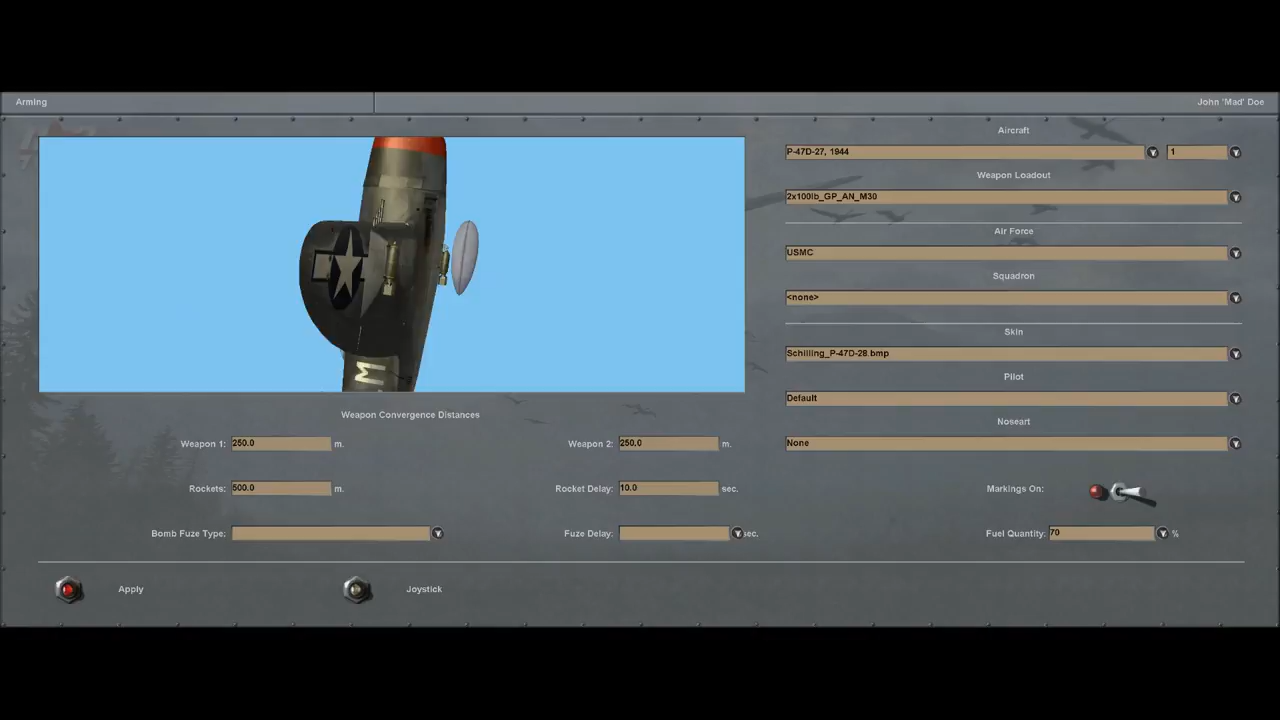 Arming
John 'Mad' Doe
Aircraft
P-47D-27, 1944
1
Weapon Loadout
2x100lb_GP_AN_M30
Air Force
USMC
Squadron
<none>
Skin
Schilling_P-47D-28.bmp
Pilot
Default
Noseart
None
Markings On:
Fuel Quantity: 70 %
M
Weapon Convergence Distances
Weapon 1: 250.0 m.
Weapon 2: 250.0 m.
Rockets: 500.0 m.
Rocket Delay: 10.0 sec.
Bomb Fuze Type:
Fuze Delay: sec.
Apply
Joystick